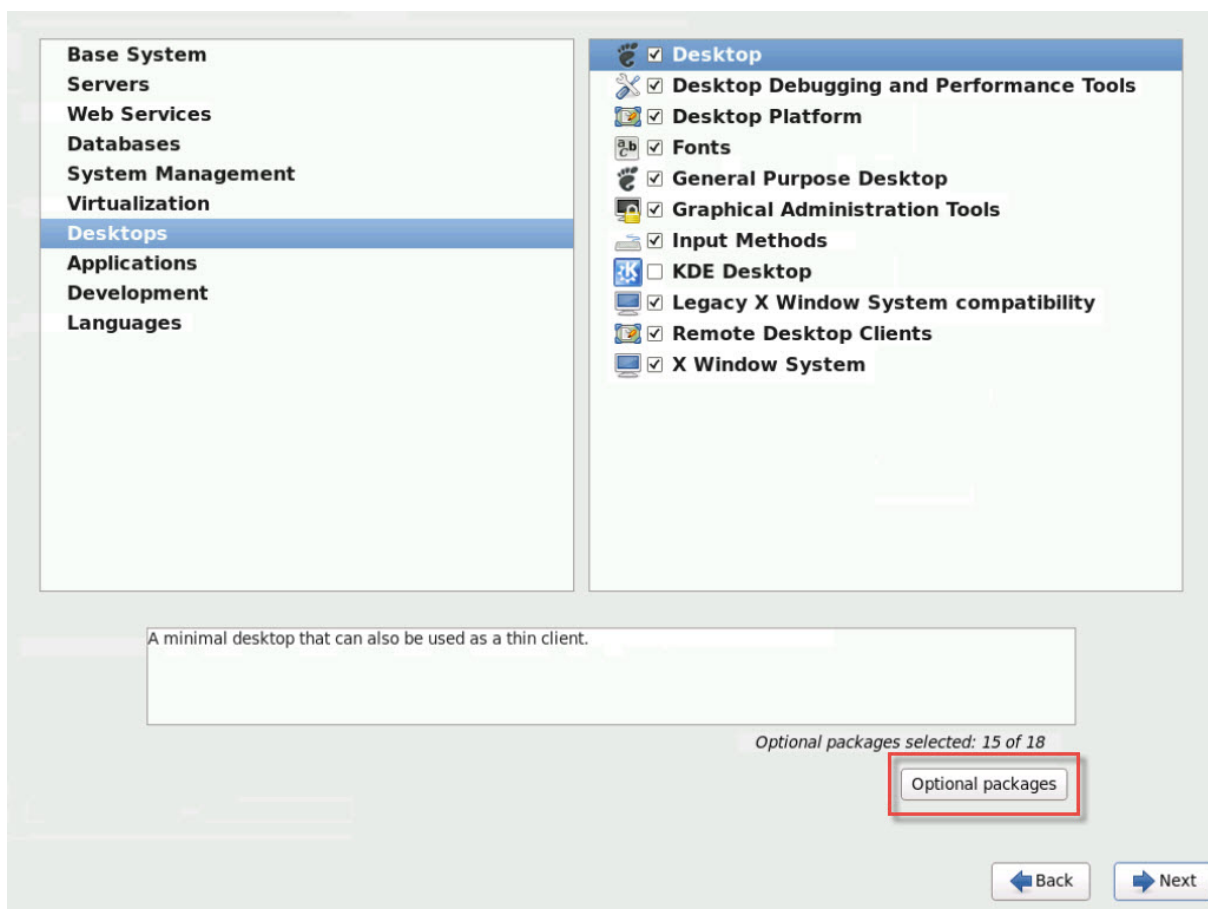 Base System
Servers
Web Services
Databases
System Management
Virtualization
Desktops
Applications
Development
Languages
Desktop
Desktop Debugging and Performance Tools
Desktop Platform
Fonts
General Purpose Desktop
Graphical Administration Tools
Input Methods
KDE Desktop
Legacy X Window System compatibility
Remote Desktop Clients
X Window System
A minimal desktop that can also be used as a thin client.
Optional packages selected: 15 of 18
Optional packages
Back
Next